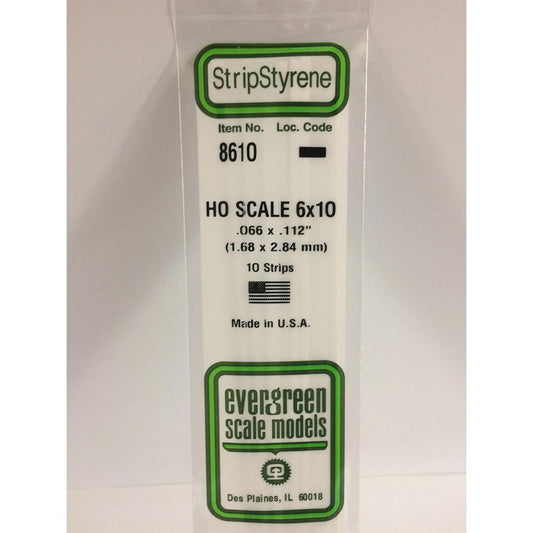 StripStyrene
Item No. Loc. Code
8610
HO SCALE 6x10
.066 x .112"
(1.68 x 2.84 mm)
10 Strips
Made in U.S.A.
evergreen
scale models
Des Plaines, IL 60018